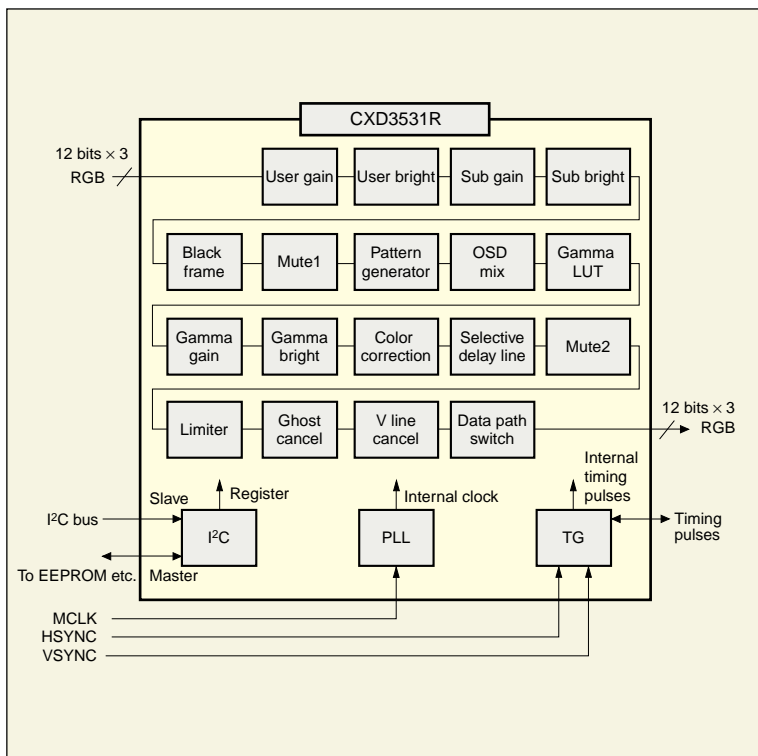 CXD3531R
12 bits × 3
RGB
User gain
User bright
Sub gain
Sub bright
Black
frame
Mute1
Pattern
generator
OSD
mix
Gamma
LUT
Gamma
gain
Gamma
bright
Color
correction
Selective
delay line
Mute2
Limiter
Ghost
cancel
V line
cancel
Data path
switch
12 bits × 3
RGB
I²C bus
Slave
Register
I²C
To EEPROM etc.
Master
Internal clock
PLL
Internal
timing
pulses
TG
Timing
pulses
MCLK
HSYNC
VSYNC